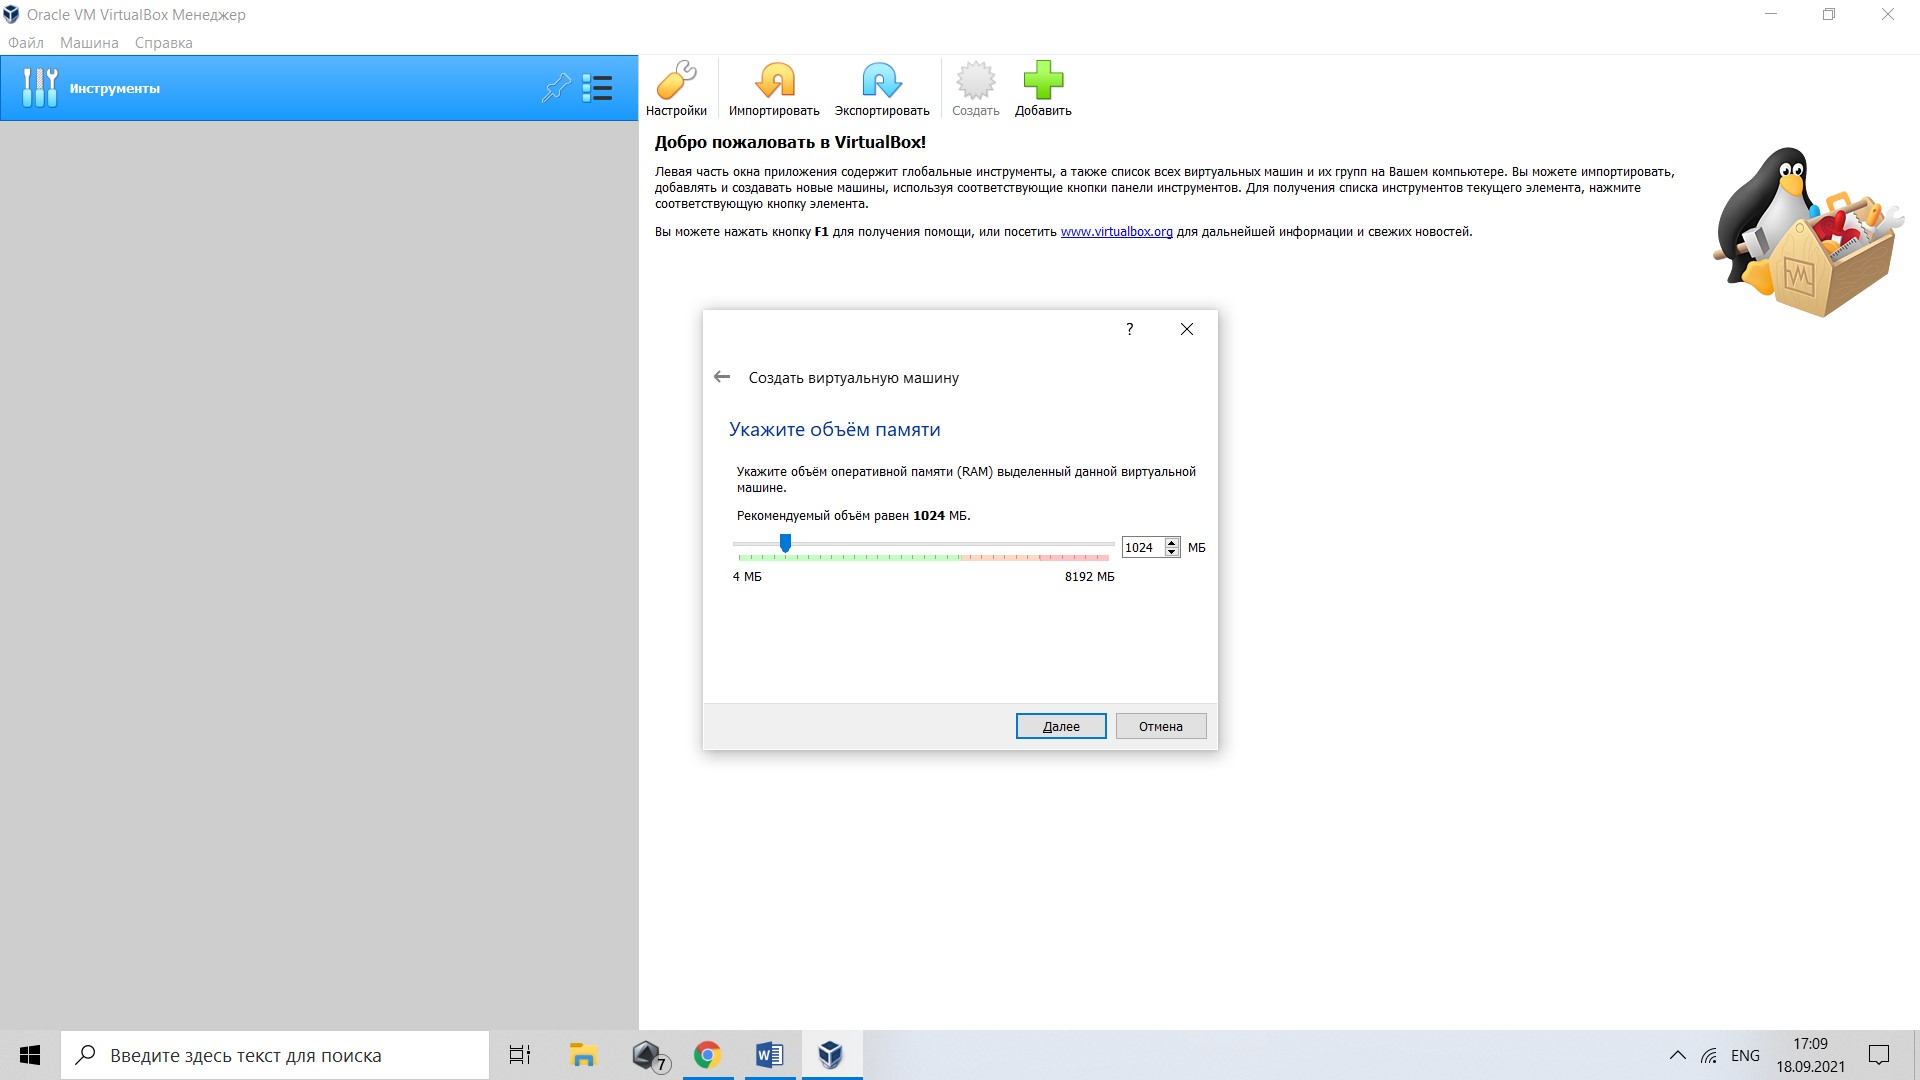 Oracle VM VirtualBox Менеджер
Файл Машина Справка
Инструменты
Настройки Импортировать Экспортировать Создать Добавить
Добро пожаловать в VirtualBox!
Левая часть окна приложения содержит глобальные инструменты, а также список всех виртуальных машин и их групп на Вашем компьютере. Вы можете импортировать,
добавлять и создавать новые машины, используя соответствующие кнопки панели инструментов. Для получения списка инструментов текущего элемента, нажмите
соответствующую кнопку элемента.
Вы можете нажать кнопку F1 для получения помощи, или посетить www.virtualbox.org для дальнейшей информации и свежих новостей.
?
Создать виртуальную машину
Укажите объём памяти
Укажите объём оперативной памяти (RAM) выделенный данной виртуальной
машине.
Рекомендуемый объём равен 1024 МБ.
1024 МБ
4 МБ 8192 МБ
Далее Отмена
Введите здесь текст для поиска
7
ENG
17:09
18.09.2021